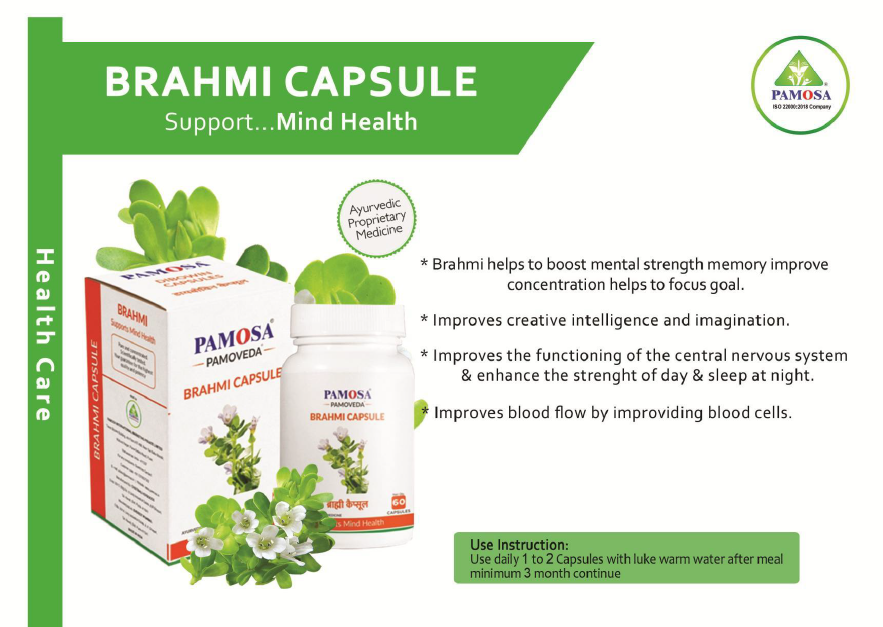 BRAHMI CAPSULE
Support...Mind Health
PAMOSA®
ISO 22000:2018 Company
Health Care
Ayurvedic
Proprietary
Medicine
* Brahmi helps to boost mental strength memory improve
concentration helps to focus goal.
* Improves creative intelligence and imagination.
* Improves the functioning of the central nervous system
& enhance the strenght of day & sleep at night.
* Improves blood flow by improviding blood cells.
PAMOSA
DIBOWIN
CAPSULES
BRAHMI
Supports Mind Health
BRAHMI CAPSULE
PAMOSA®
PAMOVEDA
BRAHMI CAPSULE
PAMOSA
PAMOVEDA
BRAHMI CAPSULE
ब्राह्मी कैप्सूल
60
CAPSULES
Mind Health
Use Instruction:
Use daily 1 to 2 Capsules with luke warm water after meal
minimum 3 month continue